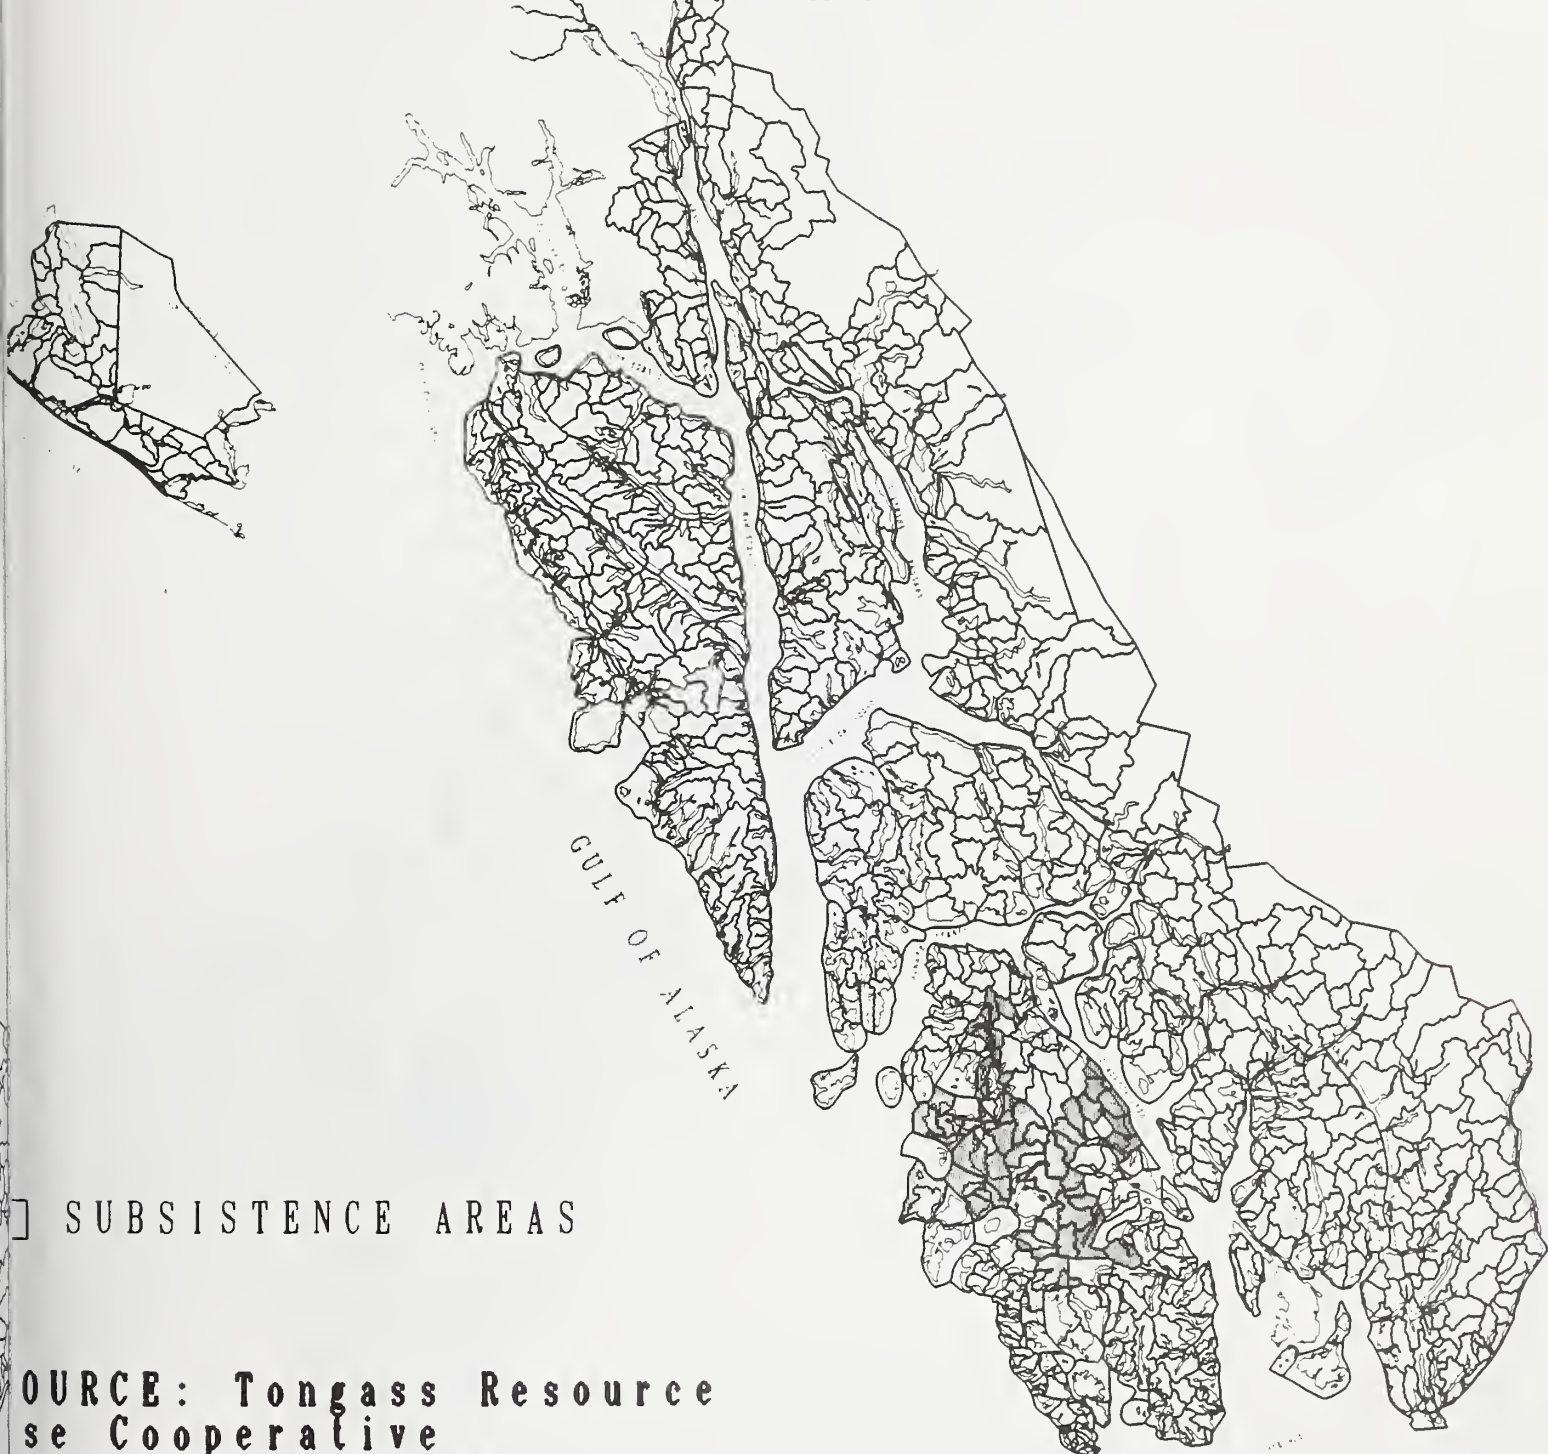 GULF OF ALASKA
SUBSISTENCE AREAS
OURCE: Tongass Resource
se Cooperative